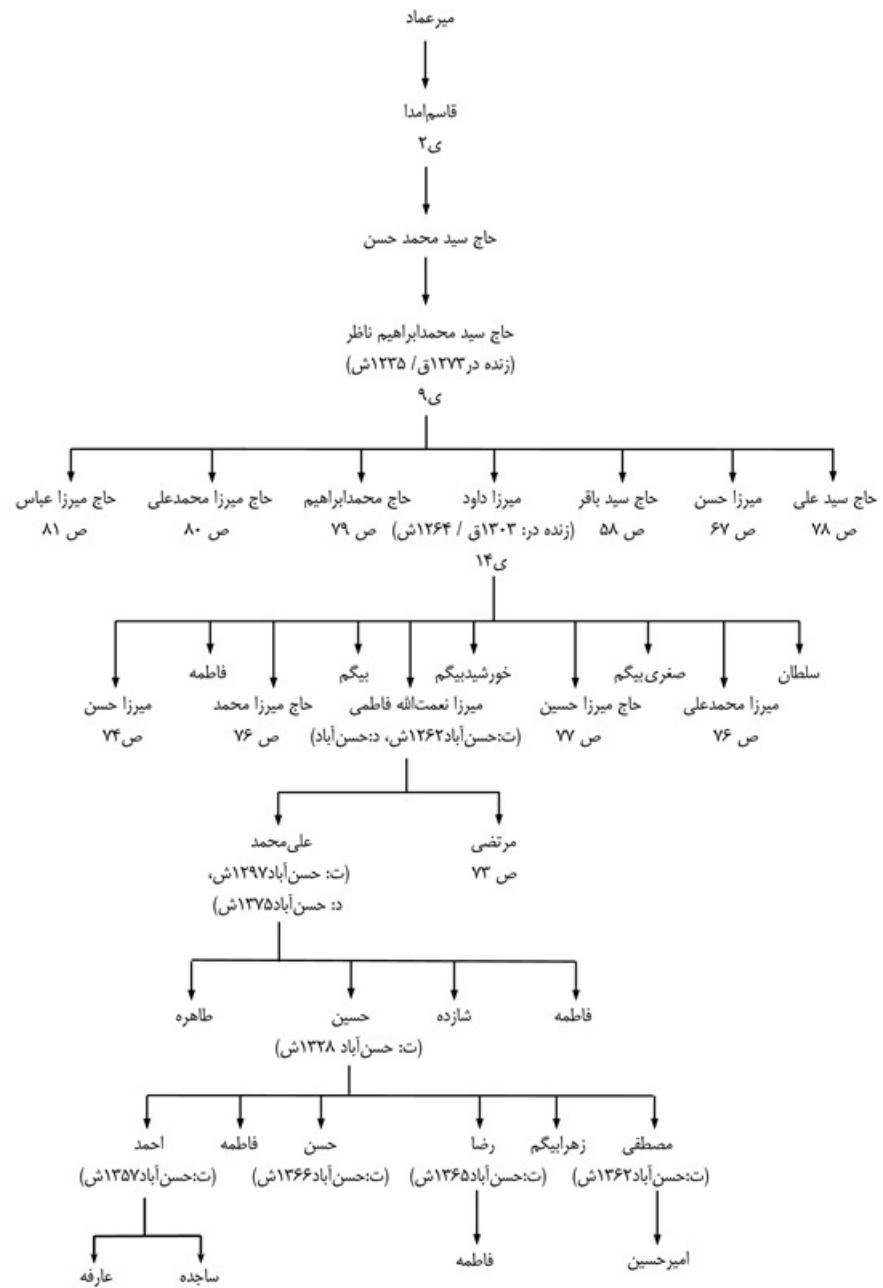 میرعماد
قاسم‌امدا
ی۲
حاج سید محمد حسن
حاج سید محمدابراهیم ناظر
(زنده در۱۲۷۳ق/ ۱۲۳۵ش)
ی۹
حاج سید علی میرزا حسن حاج سید باقر میرزا داود حاج محمدابراهیم حاج میرزا محمدعلی حاج میرزا عباس
ص ۷۸ ص ۶۷ ص ۵۸ (زنده در: ۱۳۰۳ق / ۱۲۶۴ش) ص ۷۹ ص ۸۰ ص ۸۱
ی۱۴
سلطان صغری‌بیگم خورشیدبیگم بیگم فاطمه
میرزا محمدعلی حاج میرزا حسین میرزا نعمت‌الله فاطمی حاج میرزا محمد میرزا حسن
ص ۷۶ ص ۷۷ (ت:حسن‌آباد۱۲۶۲ش، د:حسن‌آباد) ص ۷۶ ص۷۴
مرتضی علی‌محمد
ص ۷۳ (ت: حسن‌آباد۱۲۹۷ش،
د: حسن‌آباد۱۳۷۵ش)
فاطمه شازده حسین طاهره
(ت: حسن‌آباد ۱۳۲۸ش)
مصطفی زهرابیگم رضا حسن فاطمه احمد
(ت:حسن‌آباد۱۳۶۲ش) (ت:حسن‌آباد۱۳۶۵ش) (ت:حسن‌آباد۱۳۶۶ش) (ت:حسن‌آباد۱۳۵۷ش)
امیرحسین فاطمه ساجده عارفه